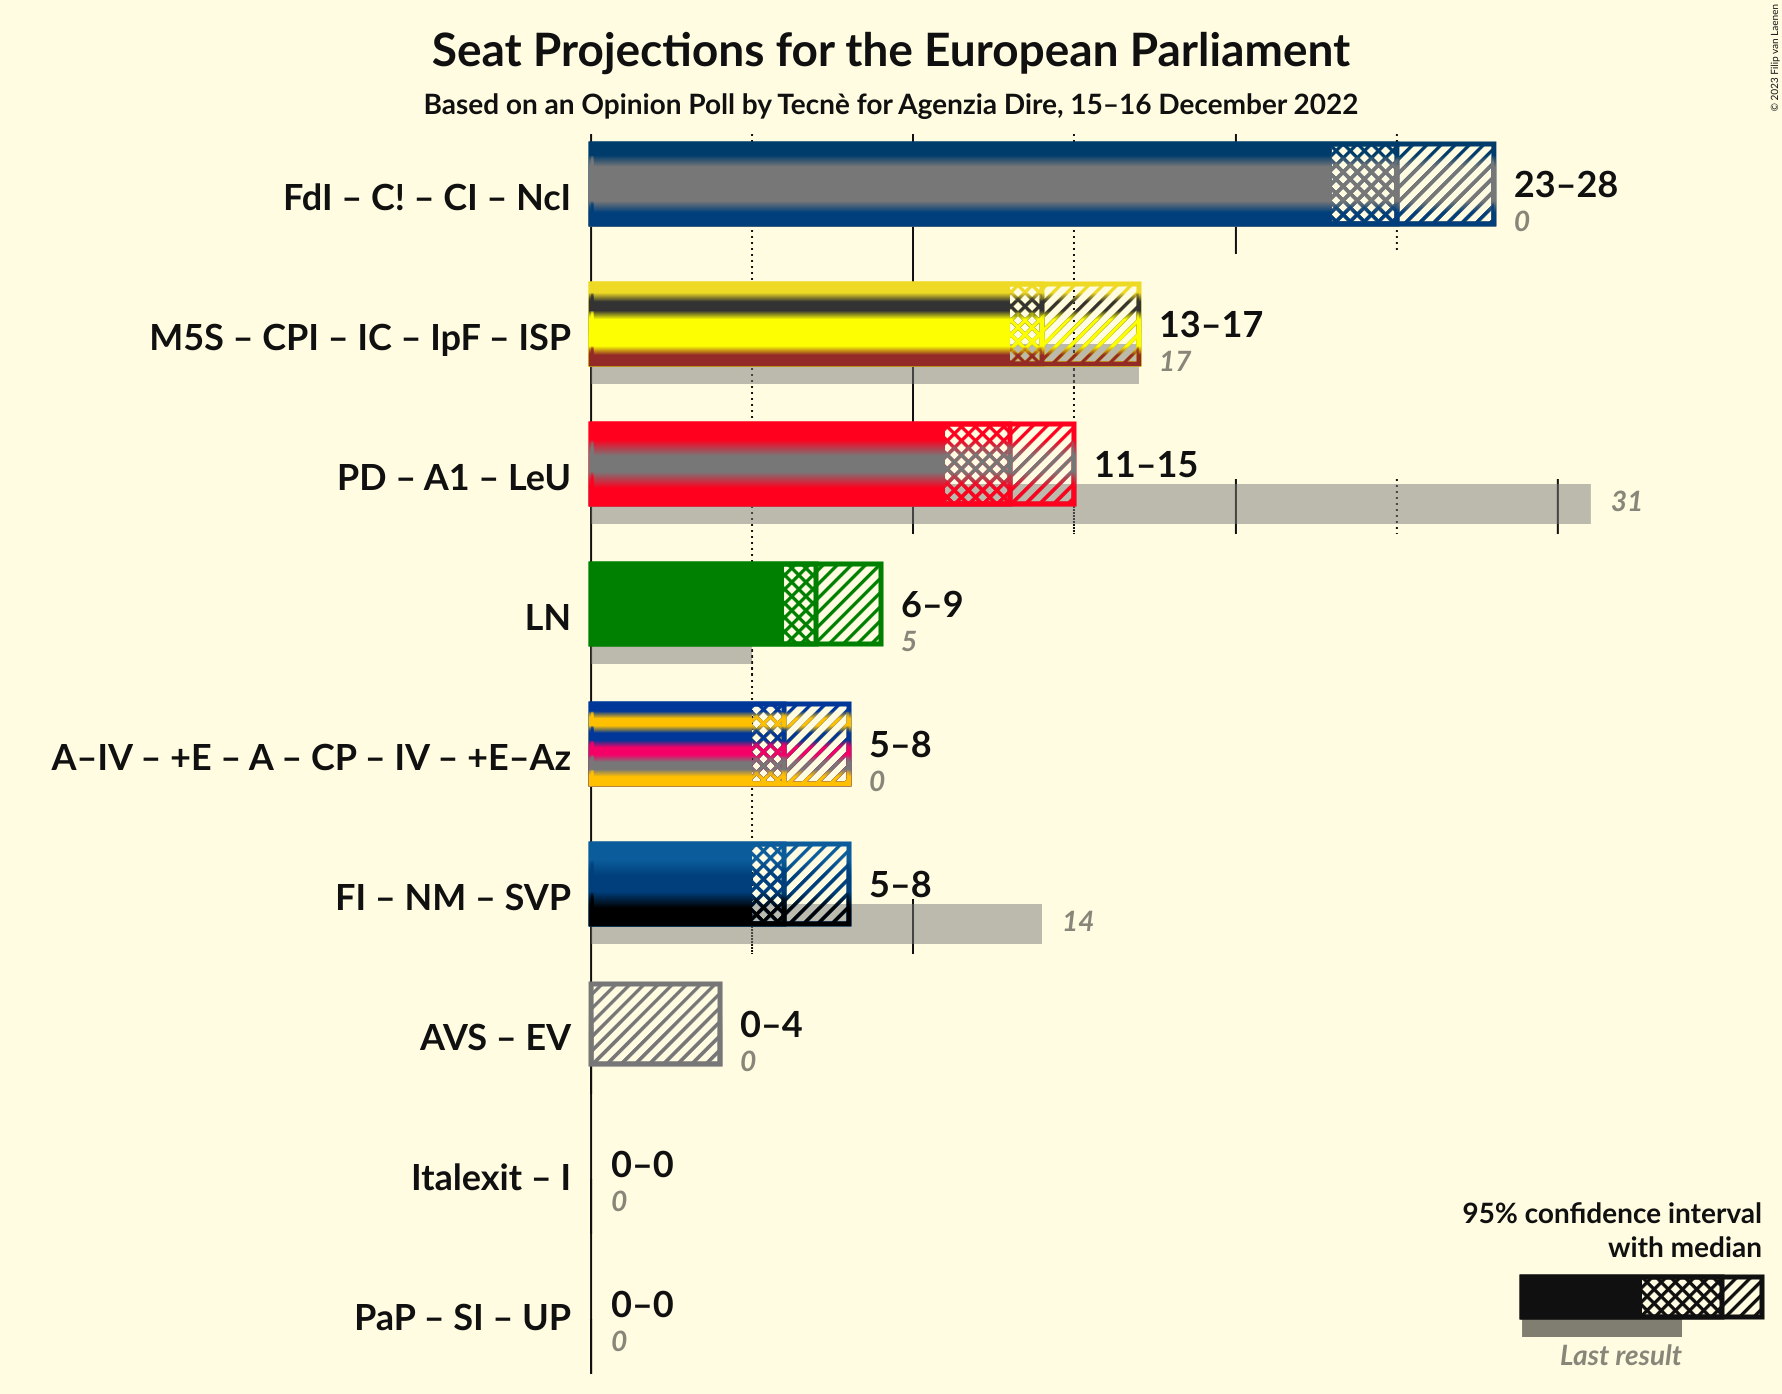 Seat Projections for the European Parliament
Based on an Opinion Poll by Tecnè for Agenzia Dire, 15–16 December 2022
© 2023 Filip van Laenen
FdI – C! – CI – NcI
23–28
0
M5S – CPI – IC – IpF – ISP
13–17
17
PD – A1 – LeU
11–15
31
LN
6–9
5
A–IV – +E – A – CP – IV – +E–Az
5–8
0
FI – NM – SVP
5–8
14
AVS – EV
0–4
0
Italexit – I
0–0
0
PaP – SI – UP
0–0
0
95% confidence interval
with median
Last result